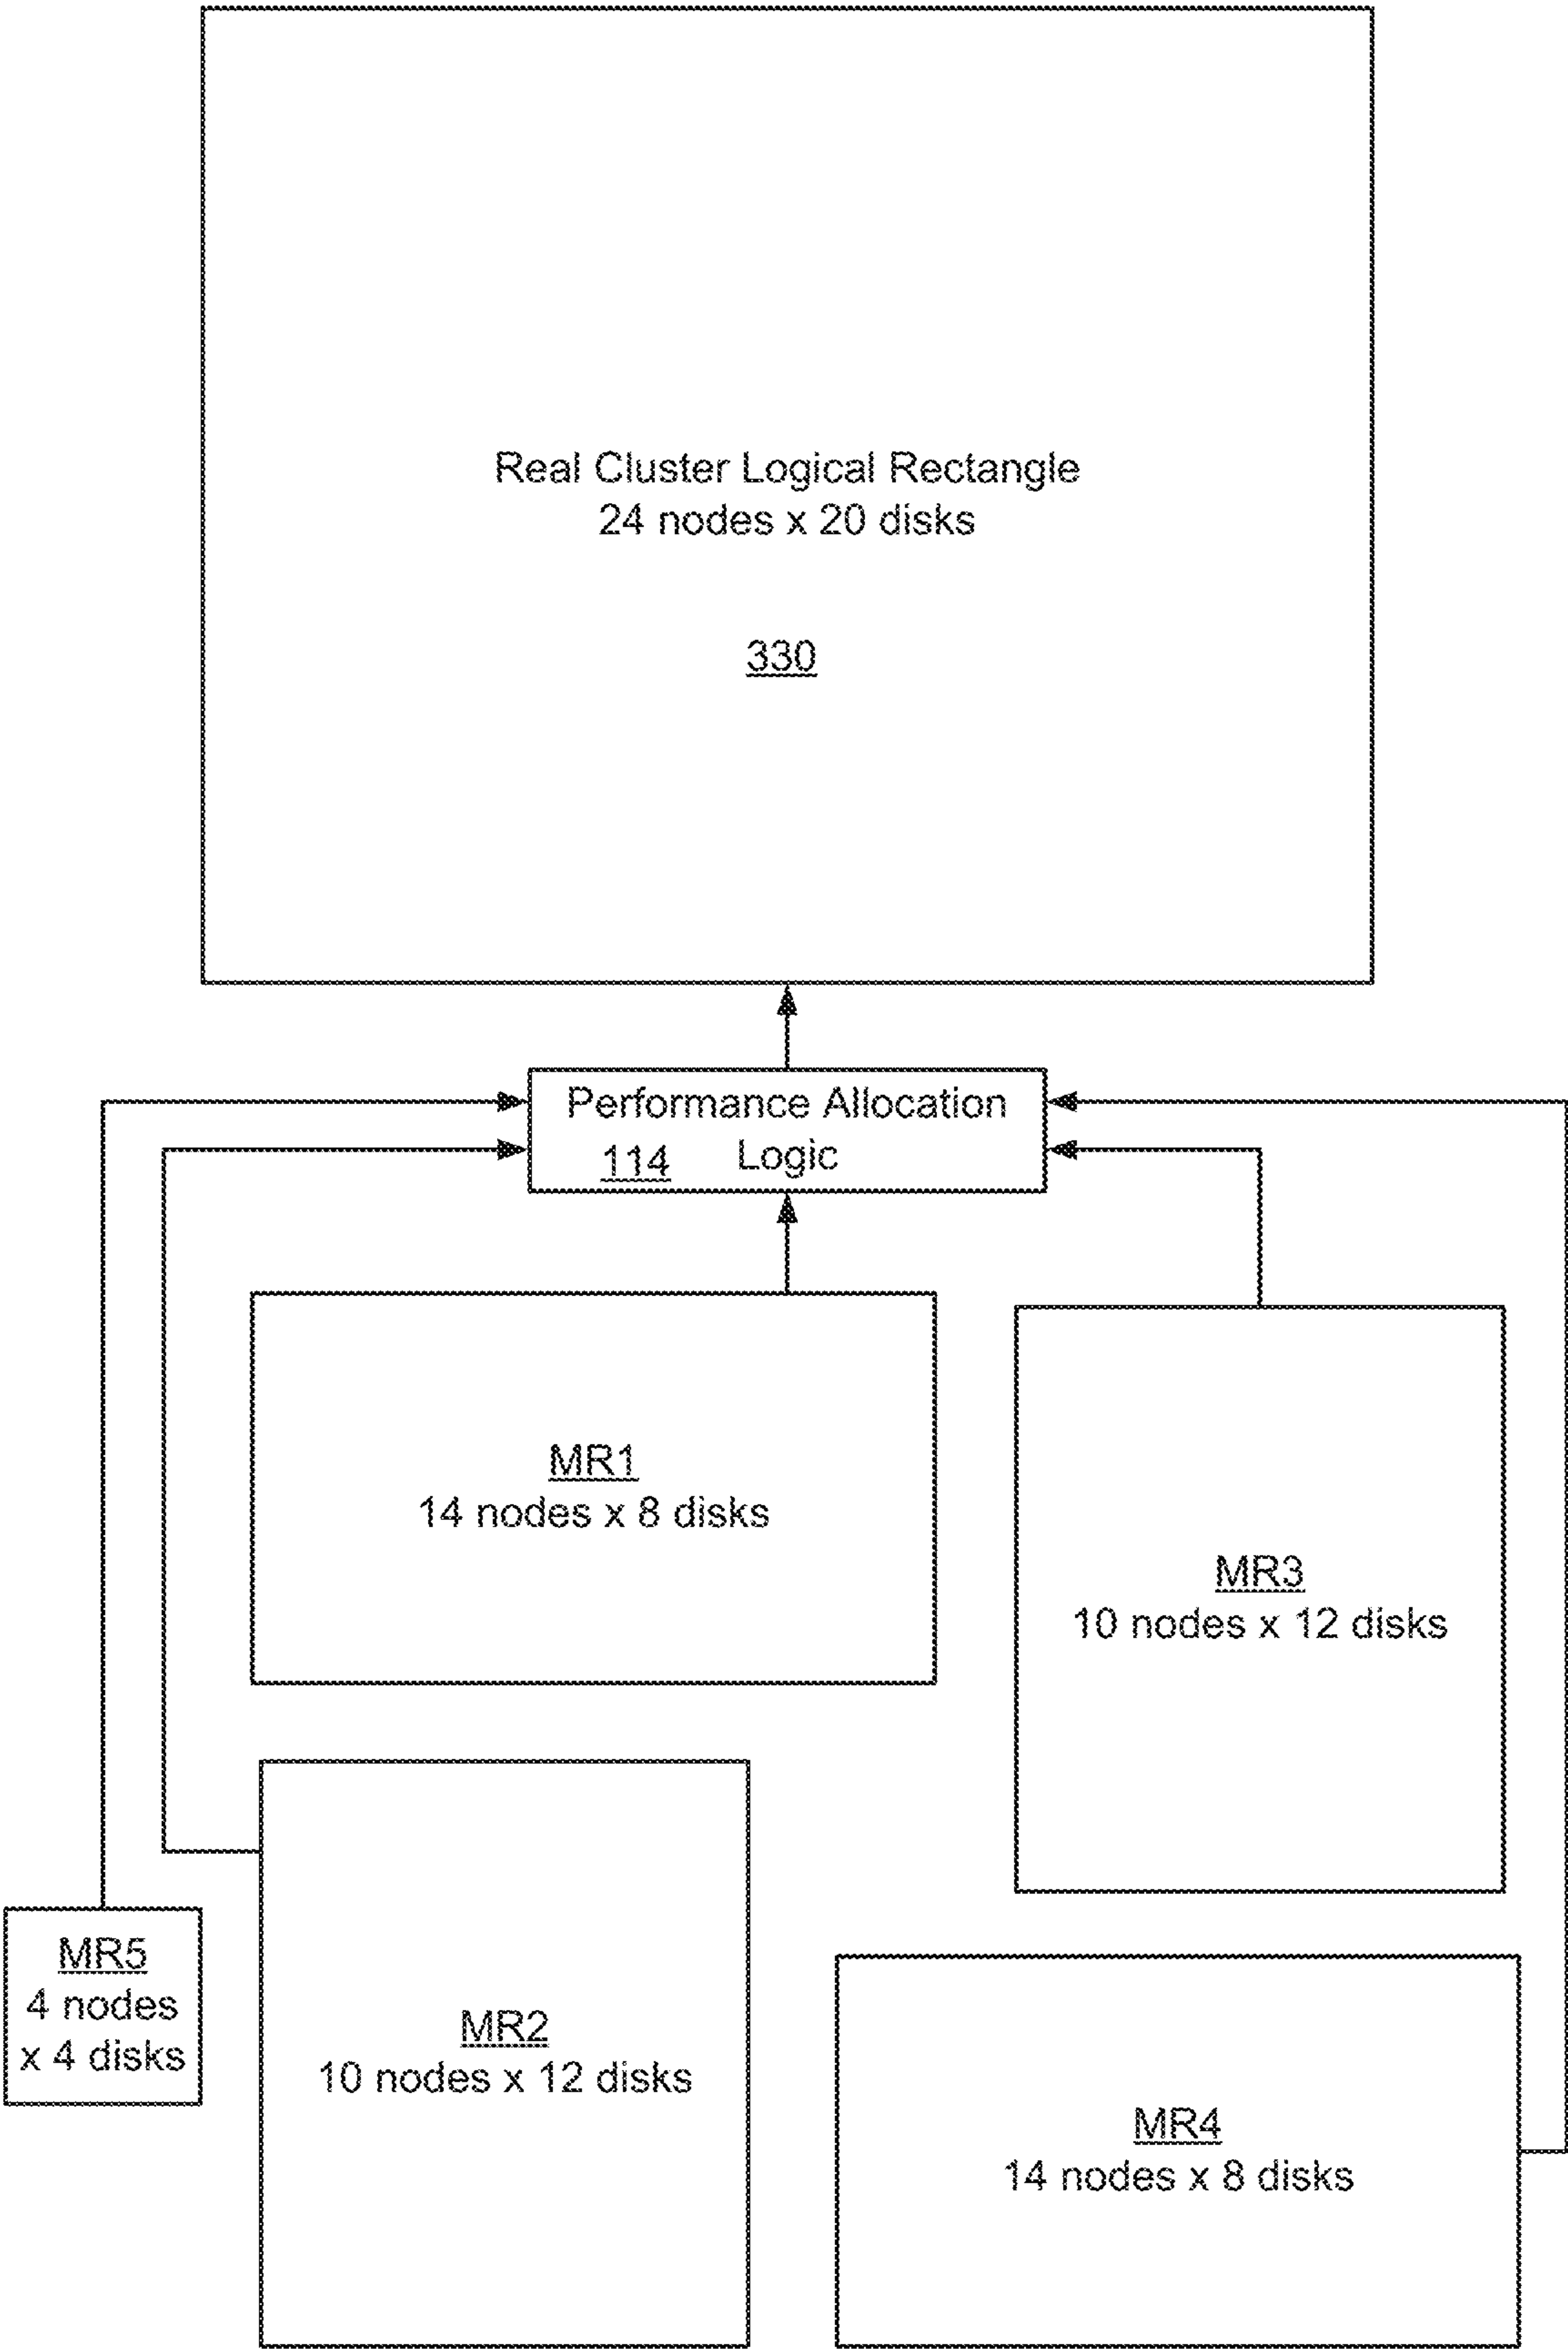 Real Cluster Logical Rectangle
24 nodes x 20 disks
330
Performance Allocation
114 Logic
MR1
14 nodes x 8 disks
MR3
10 nodes x 12 disks
MR5
4 nodes
x 4 disks
MR2
10 nodes x 12 disks
MR4
14 nodes x 8 disks